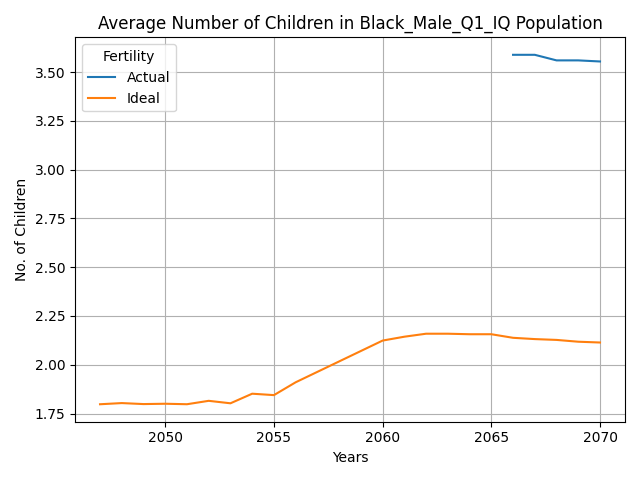 Average Number of Children in Black_Male_Q1_IQ Population
Fertility
Actual
Ideal
No. of Children
3.50
3.25
3.00
2.75
2.50
2.25
2.00
1.75
2050
2055
2060
2065
2070
Years